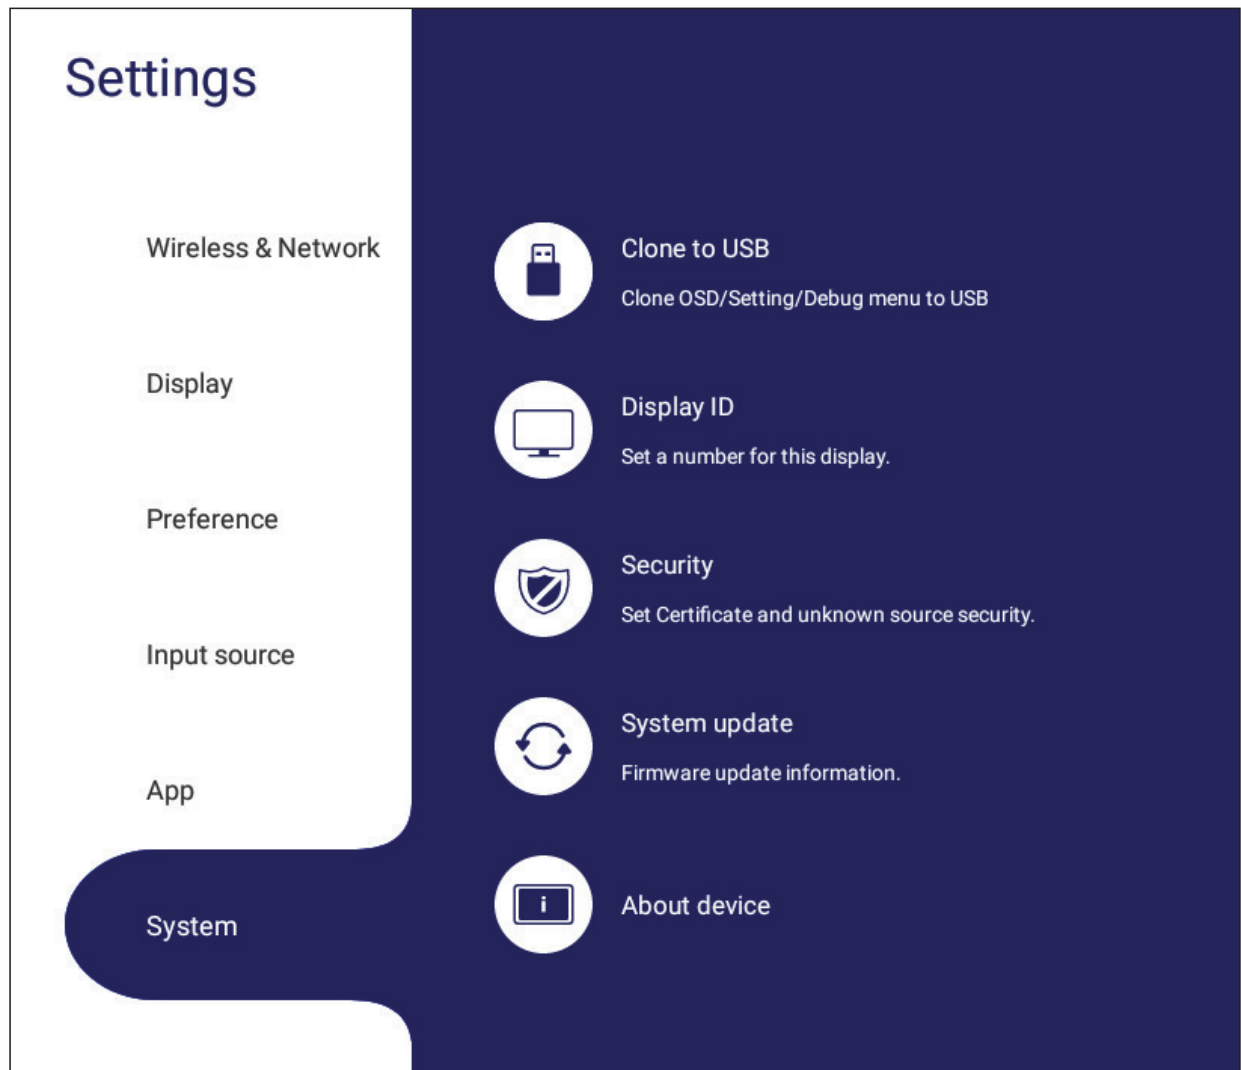 Settings
Wireless & Network
Display
Preference
Input source
App
System
Clone to USB
Clone OSD/Setting/Debug menu to USB
Display ID
Set a number for this display.
Security
Set Certificate and unknown source security.
System update
Firmware update information.
i
About device